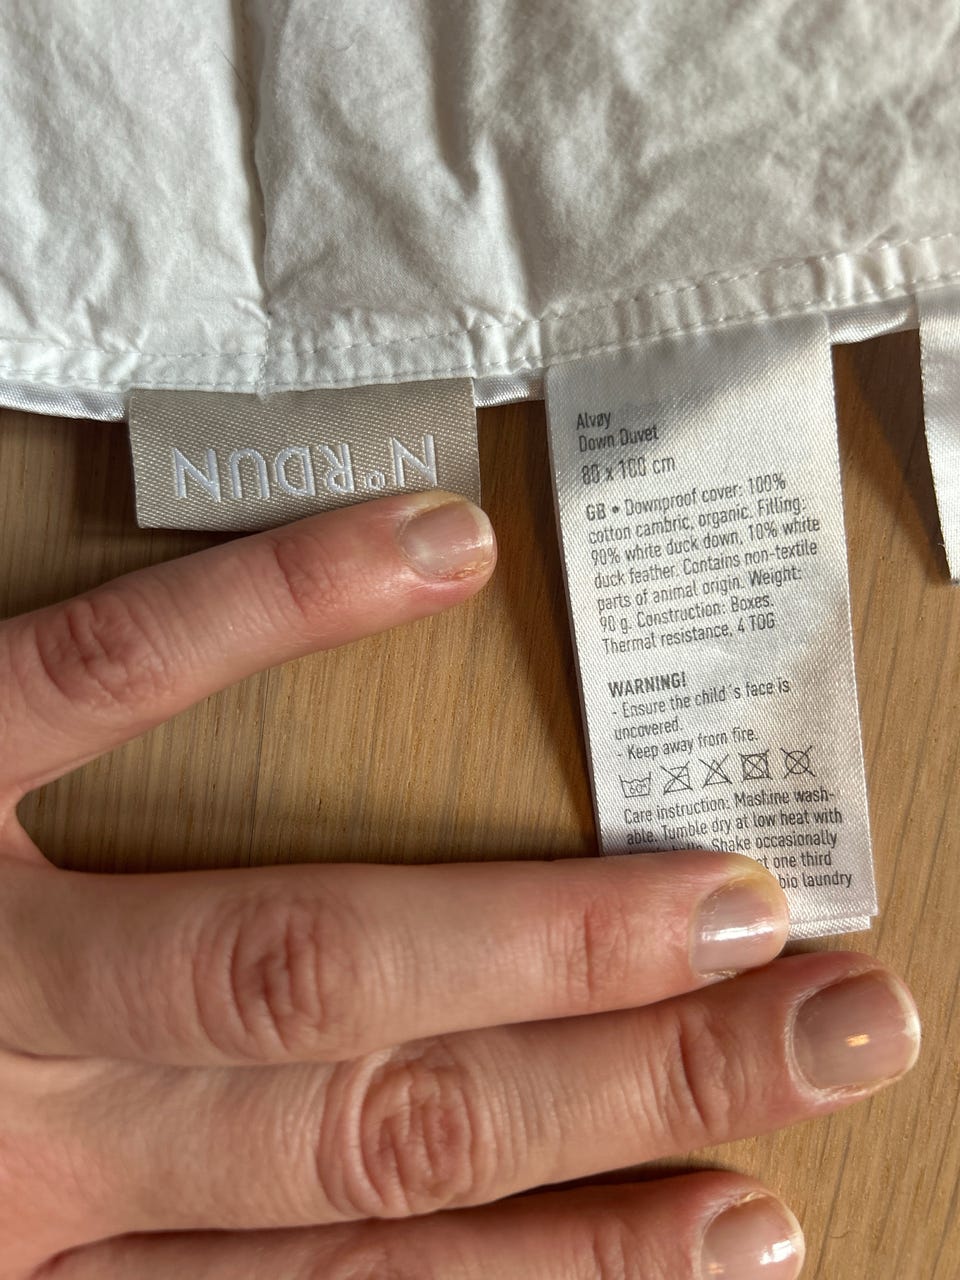 NORDUN
Alvøy
Down Duvet
80 x 100 cm
GB • Downproof cover: 100%
cotton cambric, organic. Filling:
90% white duck down, 10% white
duck feather. Contains non-textile
parts of animal origin. Weight:
90 g. Construction: Boxes.
Thermal resistance, 4 TOG
WARNING!
- Ensure the child´s face is
uncovered.
- Keep away from fire.
60°
Care instruction: Mashine wash-
able. Tumble dry at low heat with
Shake occasionally
one third
bio laundry